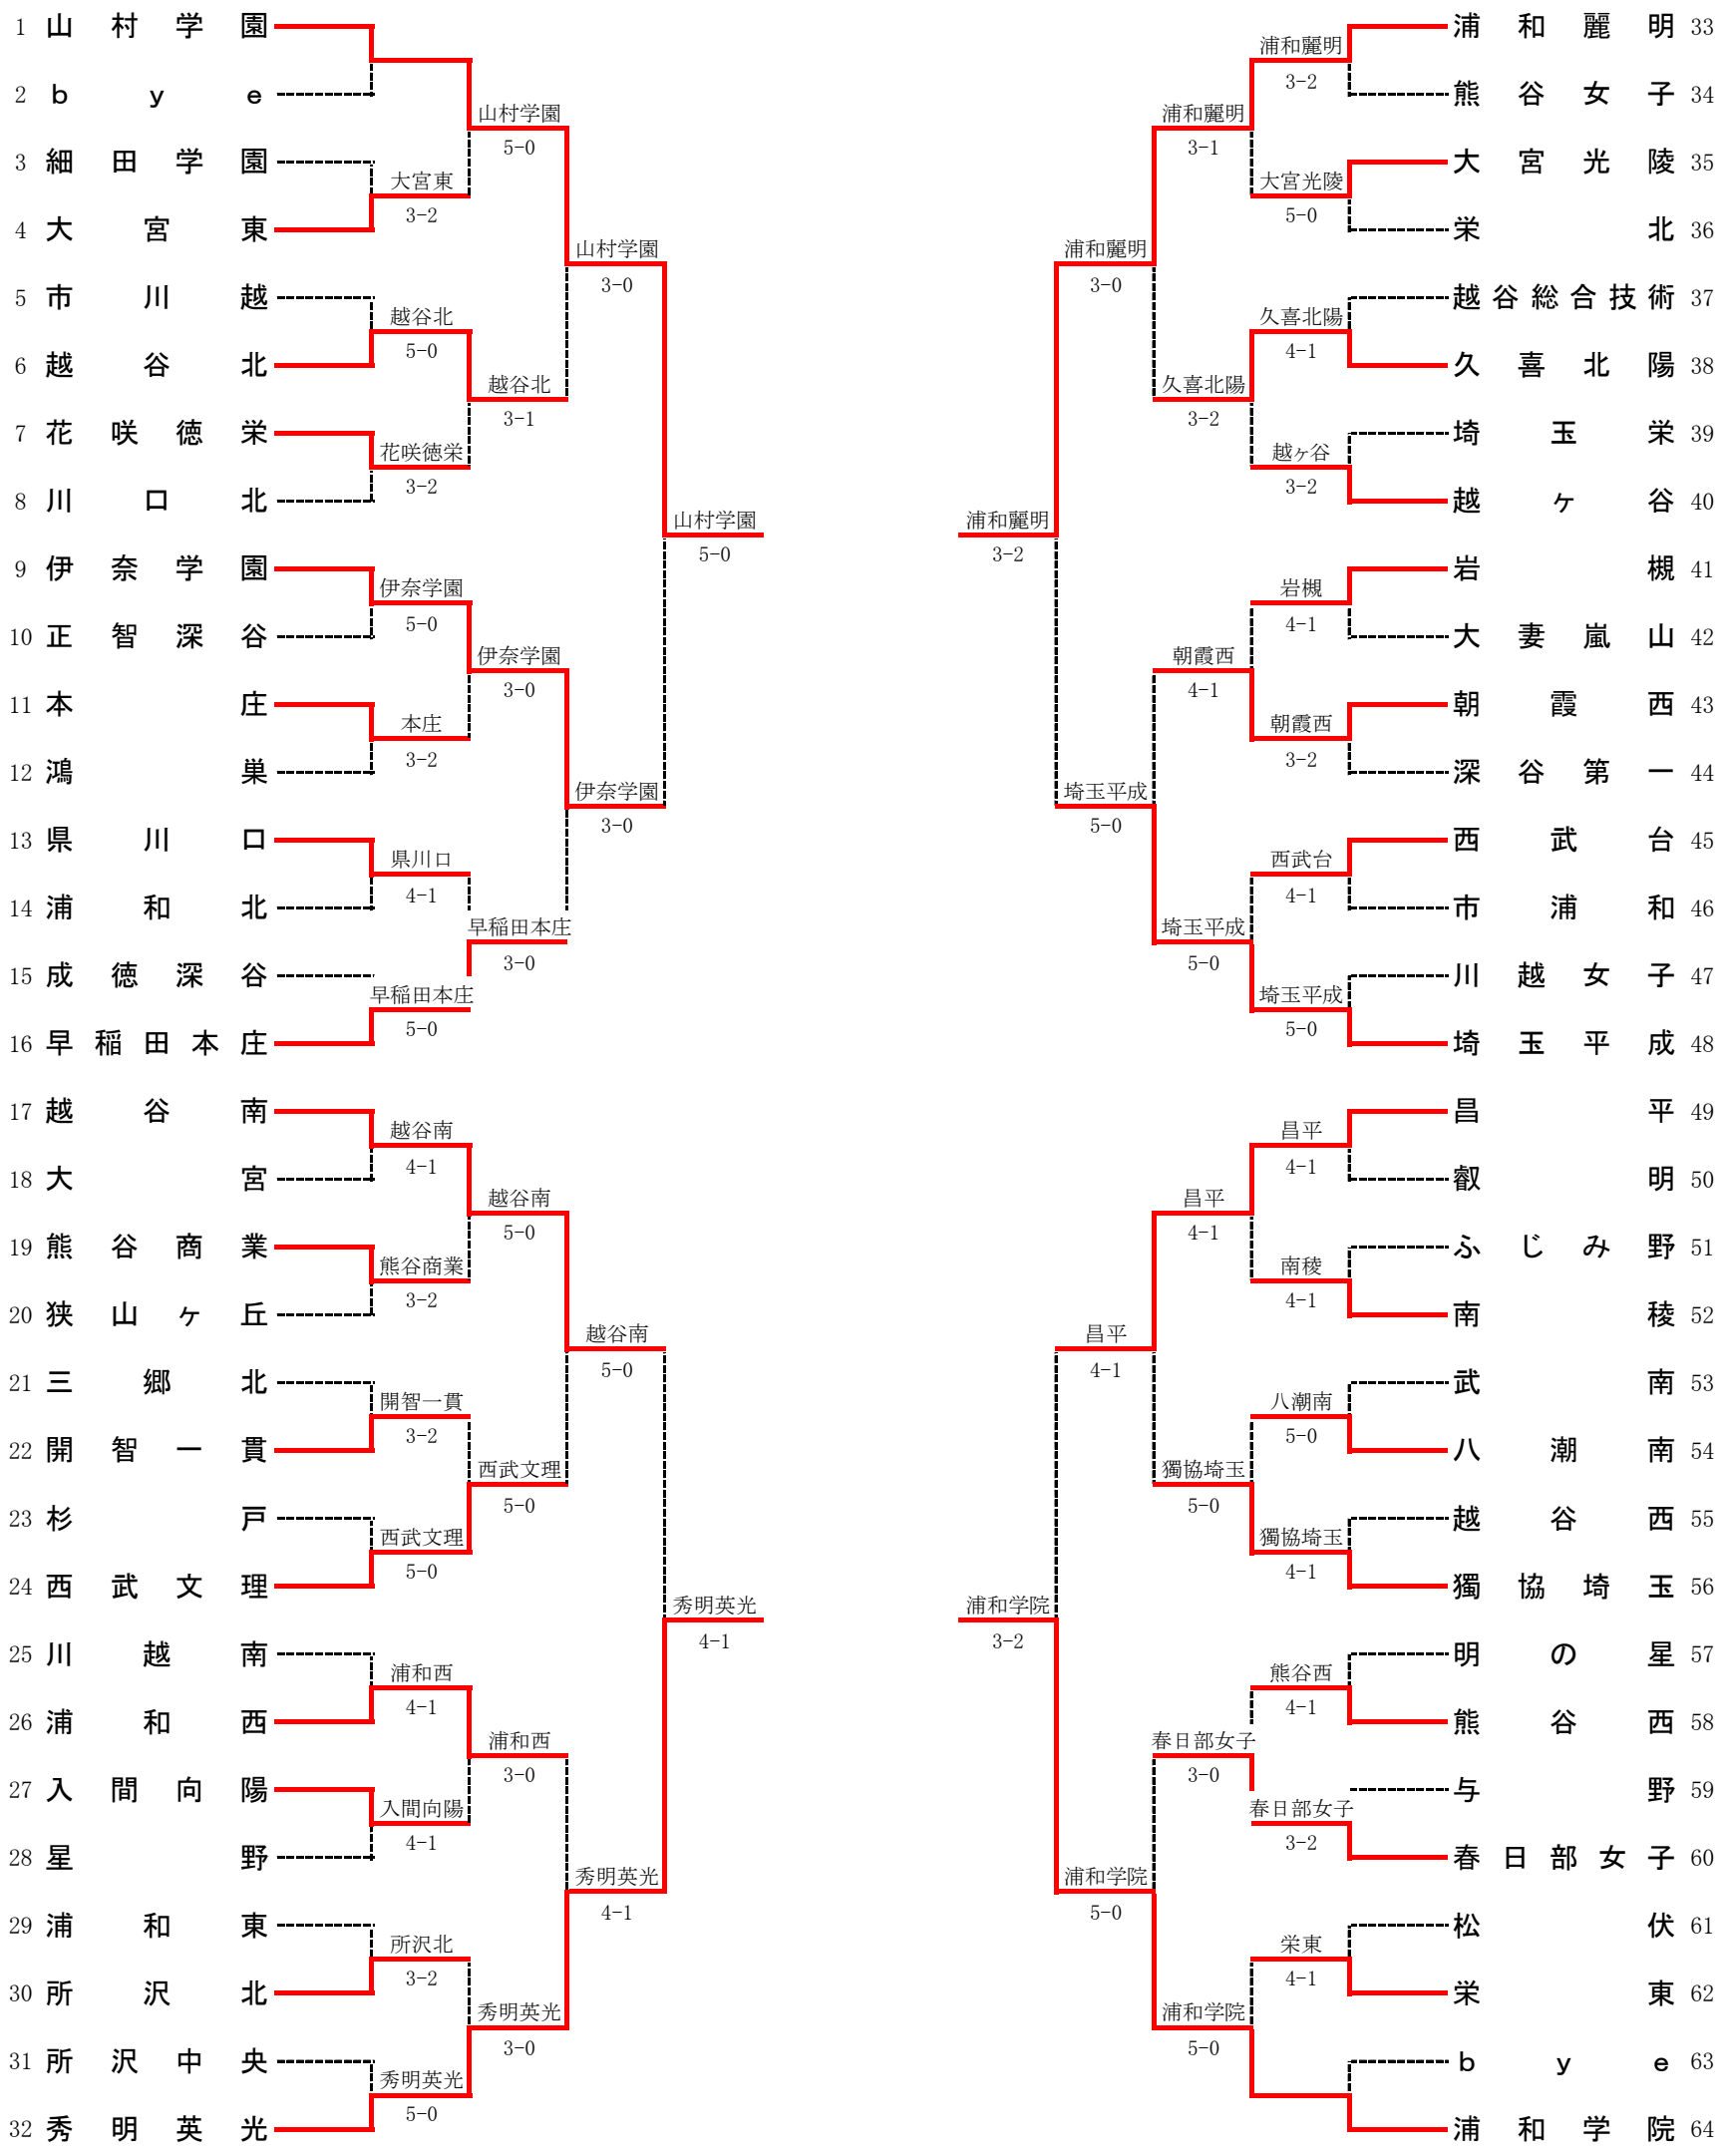 1 山村学園
2 bye
3 細田学園
4 大宮東
5 市川越
6 越谷北
7 花咲徳栄
8 川口北
9 伊奈学園
10 正智深谷
11 本庄
12 鴻巣
13 県川口
14 浦和北
15 成徳深谷
16 早稲田本庄
17 越谷南
18 大宮
19 熊谷商業
20 狭山ヶ丘
21 三郷北
22 開智一貫
23 杉戸
24 西武文理
25 川越南
26 浦和西
27 入間向陽
28 星野
29 浦和東
30 所沢北
31 所沢中央
32 秀明英光
大宮東
3-2
越谷北
5-0
花咲徳栄
3-2
伊奈学園
5-0
本庄
3-2
県川口
4-1
早稲田本庄
5-0
越谷南
4-1
熊谷商業
3-2
開智一貫
3-2
西武文理
5-0
浦和西
4-1
入間向陽
4-1
所沢北
3-2
秀明英光
5-0
山村学園
5-0
越谷北
3-1
伊奈学園
3-0
早稲田本庄
3-0
越谷南
5-0
西武文理
5-0
浦和西
3-0
秀明英光
3-0
山村学園
3-0
伊奈学園
3-0
越谷南
5-0
秀明英光
4-1
山村学園
5-0
秀明英光
4-1
浦和麗明
3-2
浦和学院
3-2
浦和麗明
3-0
埼玉平成
5-0
昌平
4-1
浦和学院
5-0
浦和麗明
3-1
久喜北陽
3-2
朝霞西
4-1
埼玉平成
5-0
昌平
4-1
獨協埼玉
5-0
春日部女子
3-0
浦和学院
5-0
浦和麗明
3-2
大宮光陵
5-0
久喜北陽
4-1
越ヶ谷
3-2
岩槻
4-1
朝霞西
3-2
西武台
4-1
埼玉平成
5-0
昌平
4-1
南稜
4-1
八潮南
5-0
獨協埼玉
4-1
熊谷西
4-1
春日部女子
3-2
栄東
4-1
浦和麗明 33
熊谷女子 34
大宮光陵 35
栄北 36
越谷総合技術 37
久喜北陽 38
埼玉栄 39
越ヶ谷 40
岩槻 41
大妻嵐山 42
朝霞西 43
深谷第一 44
西武台 45
市浦和 46
川越女子 47
埼玉平成 48
昌平 49
叡明 50
ふじみ野 51
南稜 52
武南 53
八潮南 54
越谷西 55
獨協埼玉 56
明の星 57
熊谷西 58
与野 59
春日部女子 60
松伏 61
栄東 62
bye 63
浦和学院 64